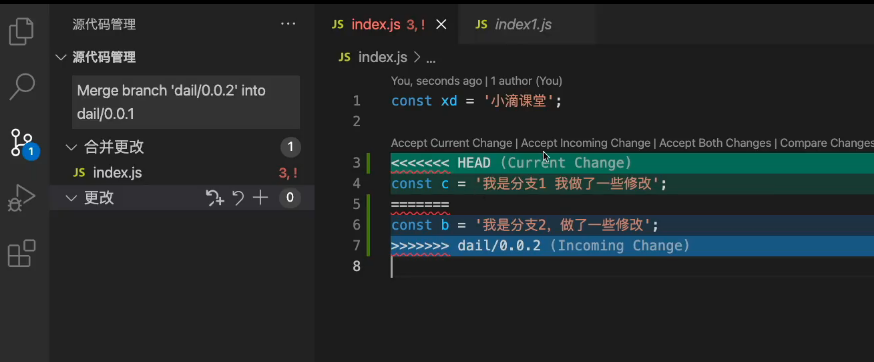 源代码管理 ···
源代码管理
Merge branch 'dail/0.0.2' into
dail/0.0.1
合并更改 1
JS index.js 3, !
更改 0
1
JS index.js 3, ! JS index1.js
JS index.js > ...
You, seconds ago | 1 author (You)
1 const xd = '小滴课堂';
2
Accept Current Change | Accept Incoming Change | Accept Both Changes | Compare Changes
3 <<<<<<< HEAD (Current Change)
4 const c = '我是分支1 我做了一些修改';
5 =======
6 const b = '我是分支2，做了一些修改';
7 >>>>>>> dail/0.0.2 (Incoming Change)
8